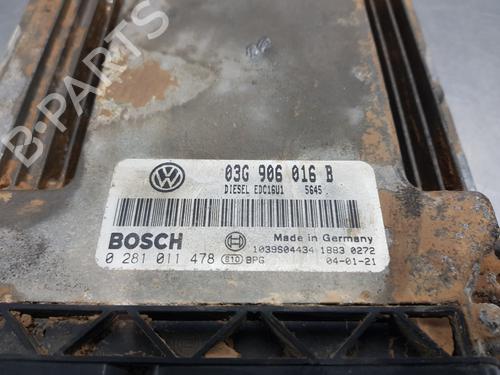 B-PARTS
03G 906 016 B
DIESEL EDC16U1 5645
BOSCH
Made in Germany
1039S04434 1883 0272
0 281 011 478 S10 BPG 04-01-21